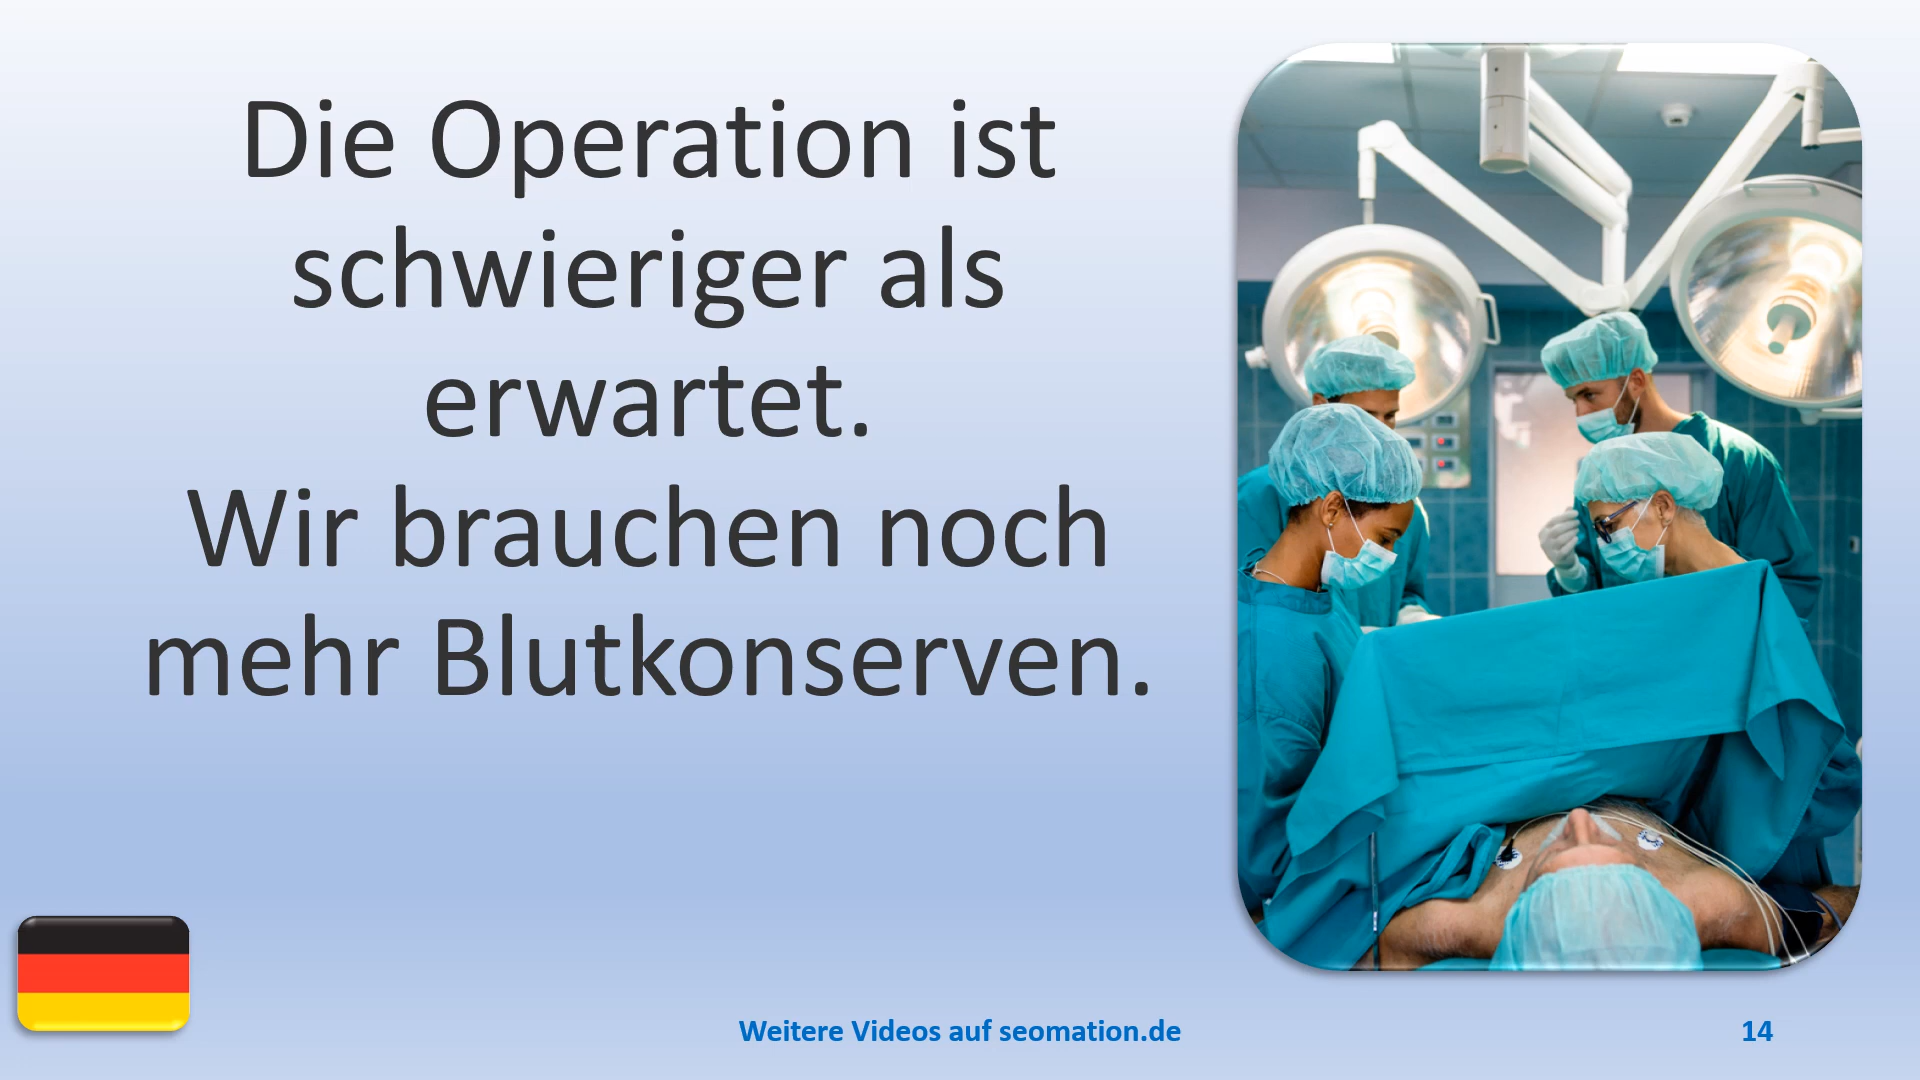 Die Operation ist
schwieriger als
erwartet.
Wir brauchen noch
mehr Blutkonserven.
Weitere Videos auf seomation.de
14